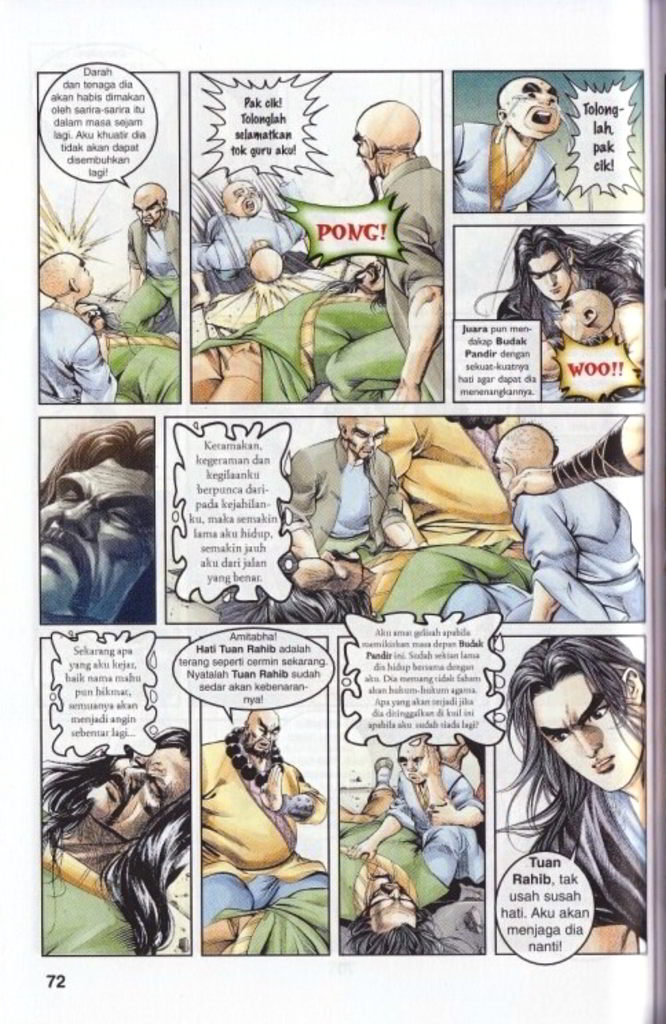 Darah
dan tenaga dia
akan habis dimakan
oleh sarira-sarira itu
dalam masa sejam
lagi. Aku khuatir dia
tidak akan dapat
disembuhkan
lagi!
Pak cik!
Tolonglah
selamatkan
tok guru aku!
PONG!
Tolong-
lah,
pak
cik!
Juara pun men-
dakap Budak
Pandir dengan
sekuat-kuatnya
hati agar dapat dia
menenangkannya.
WOO!!
Ketamakan,
kegeraman dan
kegilaanku
berpunca dari-
pada kejahilan-
ku, maka semakin
lama aku hidup,
semakin jauh
aku dari jalan
yang benar.
Sekarang apa
yang aku kejar,
baik nama mahu
pun hikmat,
semuanya akan
menjadi angin
sebentar lagi...
Amitabha!
Hati Tuan Rahib adalah
terang seperti cermin sekarang.
Nyatalah Tuan Rahib sudah
sedar akan kebenaran-
nya!
Aku amat gelisah apabila
memikirkan masa depan Budak
Pandir ini. Sudah sekian lama
dis hidup bersama dengan
aku. Dia memang tidak faham
akan hukum-hukum agama.
Apa yang akan terjadi jika
dia ditinggalkan di kuil ini
apabila aku sudah tiada lagi?
Tuan
Rahib, tak
usah susah
hati. Aku akan
menjaga dia
nanti!
72